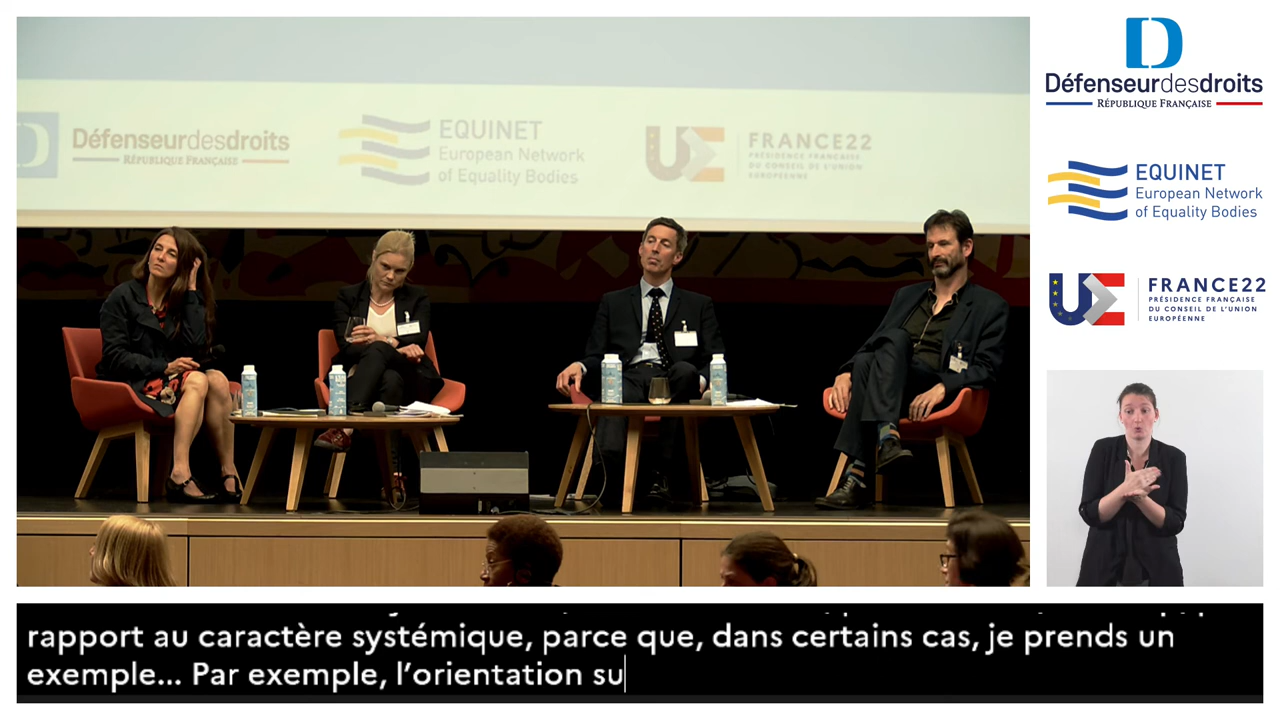 Défenseurdesdroits
RÉPUBLIQUE FRANÇAISE
EQUINET
European Network
of Equality Bodies
FRANCE22
PRÉSIDENCE FRANÇAISE
DU CONSEIL DE L'UNION
EUROPÉENNE
D
Défenseurdesdroits
RÉPUBLIQUE FRANÇAISE
EQUINET
European Network
of Equality Bodies
UE
FRANCE22
PRÉSIDENCE FRANÇAISE
DU CONSEIL DE L'UNION
EUROPÉENNE
rapport au caractère systémique, parce que, dans certains cas, je prends un
exemple... Par exemple, l'orientation su